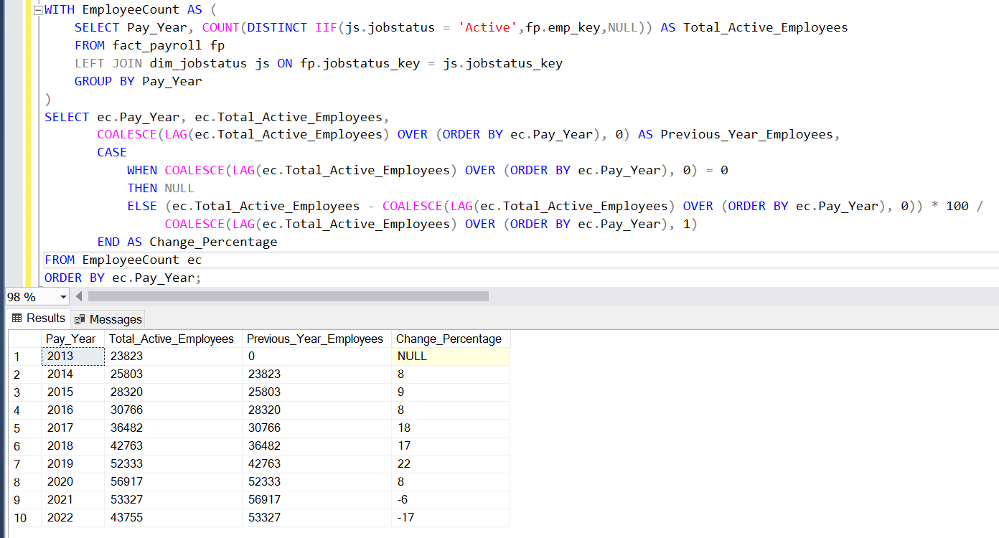 WITH EmployeeCount AS (
SELECT Pay_Year, COUNT(DISTINCT IIF(js.jobstatus = 'Active',fp.emp_key,NULL)) AS Total_Active_Employees
FROM fact_payroll fp
LEFT JOIN dim_jobstatus js ON fp.jobstatus_key = js.jobstatus_key
GROUP BY Pay_Year
)
SELECT ec.Pay_Year, ec.Total_Active_Employees,
COALESCE(LAG(ec.Total_Active_Employees) OVER (ORDER BY ec.Pay_Year), 0) AS Previous_Year_Employees,
CASE
WHEN COALESCE(LAG(ec.Total_Active_Employees) OVER (ORDER BY ec.Pay_Year), 0) = 0
THEN NULL
ELSE (ec.Total_Active_Employees - COALESCE(LAG(ec.Total_Active_Employees) OVER (ORDER BY ec.Pay_Year), 0)) * 100 /
COALESCE(LAG(ec.Total_Active_Employees) OVER (ORDER BY ec.Pay_Year), 1)
END AS Change_Percentage
FROM EmployeeCount ec
ORDER BY ec.Pay_Year;
98 %
Results Messages
Pay_Year Total_Active_Employees Previous_Year_Employees Change_Percentage
1 2013 23823 0 NULL
2 2014 25803 23823 8
3 2015 28320 25803 9
4 2016 30766 28320 8
5 2017 36482 30766 18
6 2018 42763 36482 17
7 2019 52333 42763 22
8 2020 56917 52333 8
9 2021 53327 56917 -6
10 2022 43755 53327 -17